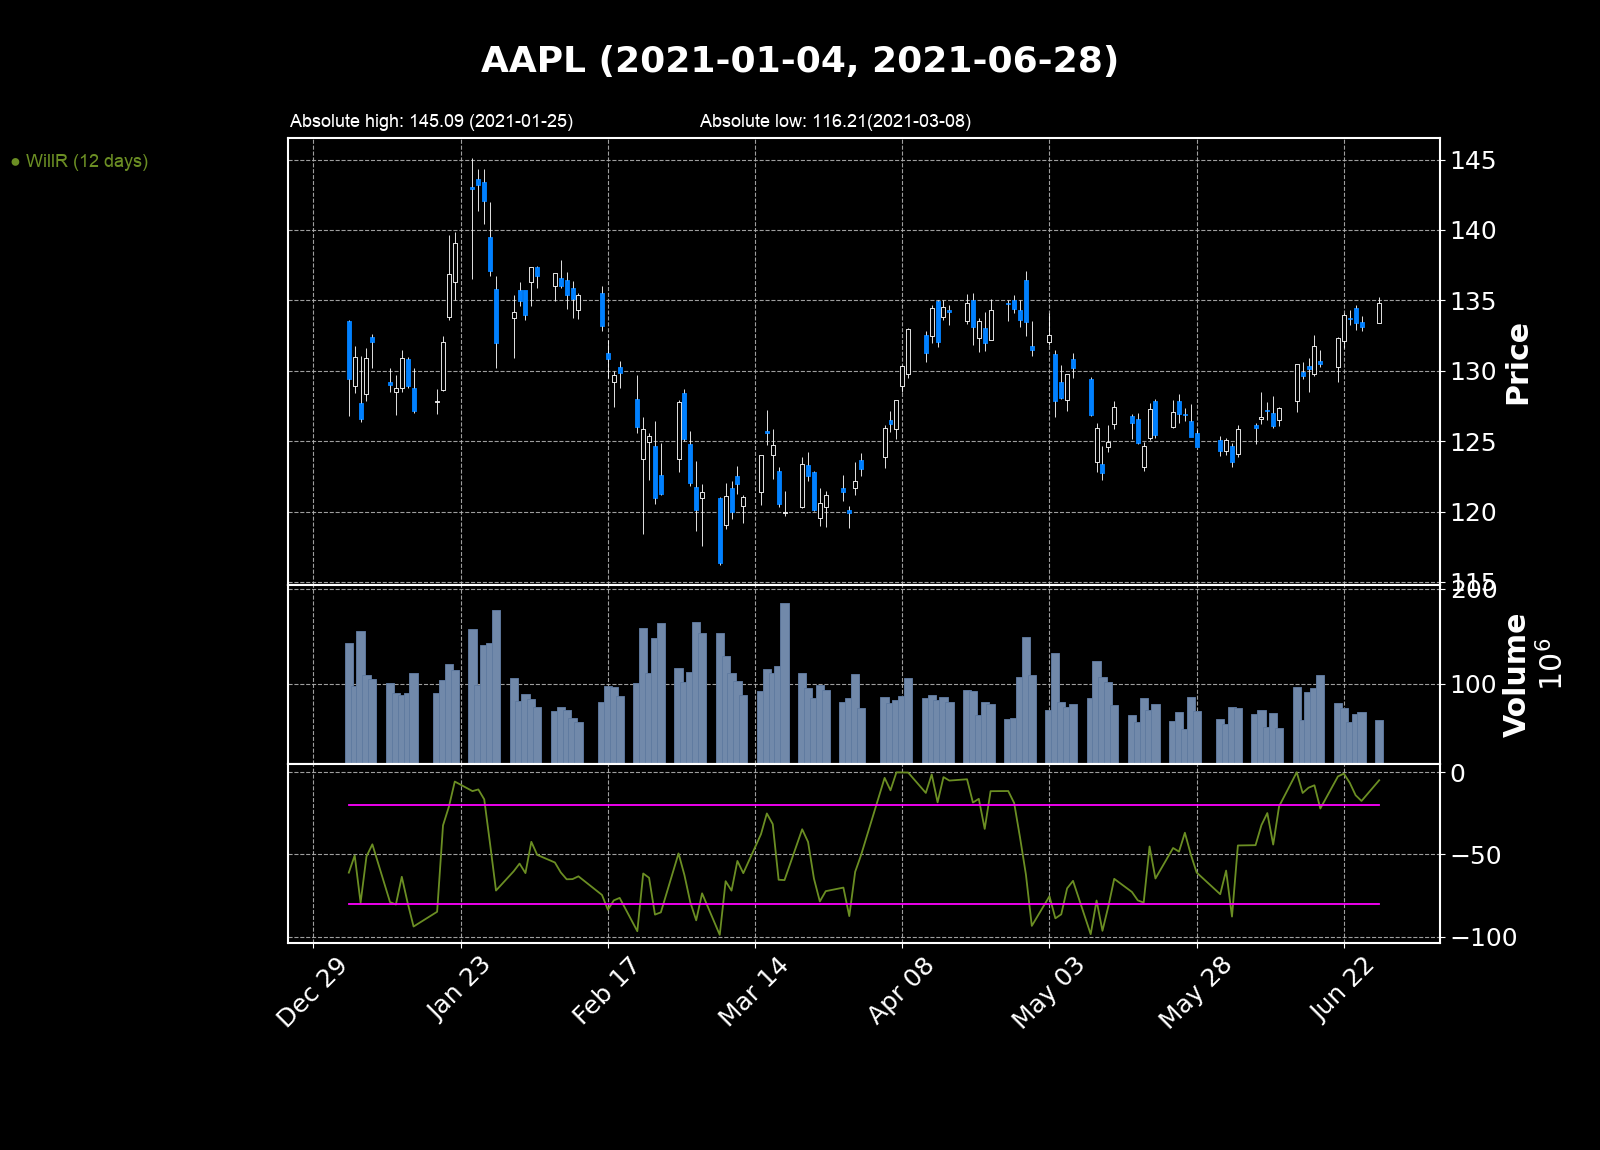 AAPL (2021-01-04, 2021-06-28)
Absolute high: 145.09 (2021-01-25)
Absolute low: 116.21(2021-03-08)
WillR (12 days)
145
140
135
130
125
120
115
Price
200
100
Volume
10⁶
0
−50
−100
Dec 29
Jan 23
Feb 17
Mar 14
Apr 08
May 03
May 28
Jun 22